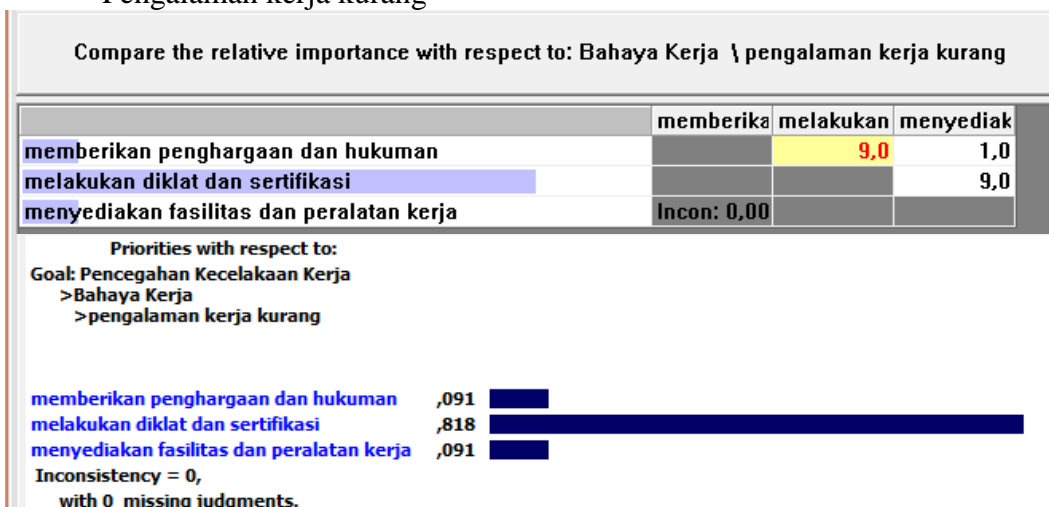 Pengalaman kerja kurang
Compare the relative importance with respect to: Bahaya Kerja \ pengalaman kerja kurang
memberika melakukan menyediak
memberikan penghargaan dan hukuman 9,0 1,0
melakukan diklat dan sertifikasi 9,0
menyediakan fasilitas dan peralatan kerja Incon: 0,00
Priorities with respect to:
Goal: Pencegahan Kecelakaan Kerja
>Bahaya Kerja
>pengalaman kerja kurang
memberikan penghargaan dan hukuman ,091
melakukan diklat dan sertifikasi ,818
menyediakan fasilitas dan peralatan kerja ,091
Inconsistency = 0,
with 0 missing judgments.